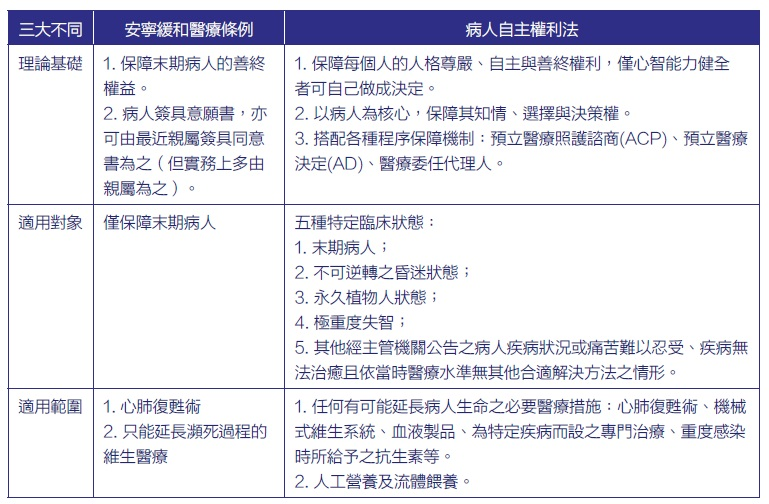 三大不同
安寧緩和醫療條例
病人自主權利法
理論基礎
1. 保障末期病人的善終
權益。
2. 病人簽具意願書，亦
可由最近親屬簽具同意
書為之（但實務上多由
親屬為之）。
1. 保障每個人的人格尊嚴、自主與善終權利，僅心智能力健全
者可自己做成決定。
2. 以病人為核心，保障其知情、選擇與決策權。
3. 搭配各種程序保障機制：預立醫療照護諮商(ACP)、預立醫療
決定(AD)、醫療委任代理人。
適用對象
僅保障末期病人
五種特定臨床狀態：
1. 末期病人；
2. 不可逆轉之昏迷狀態；
3. 永久植物人狀態；
4. 極重度失智；
5. 其他經主管機關公告之病人疾病狀況或痛苦難以忍受、疾病無
法治癒且依當時醫療水準無其他合適解決方法之情形。
適用範圍
1. 心肺復甦術
2. 只能延長瀕死過程的
維生醫療
1. 任何有可能延長病人生命之必要醫療措施：心肺復甦術、機械
式維生系統、血液製品、為特定疾病而設之專門治療、重度感染
時所給予之抗生素等。
2. 人工營養及流體餵養。